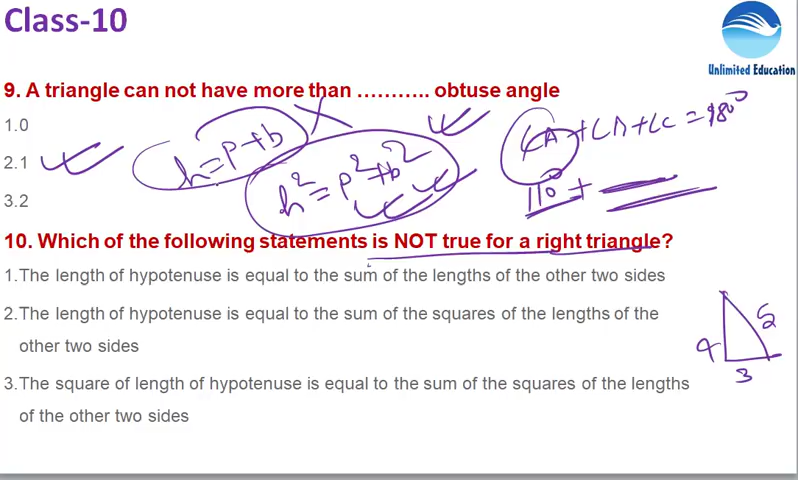 Class-10
Unlimited Education
9. A triangle can not have more than ……….. obtuse angle
1.0
2.1
3.2
h=p+b
h²=p²+b²
∠A+∠B+∠C=180°
110°+
10. Which of the following statements is NOT true for a right triangle?
1.The length of hypotenuse is equal to the sum of the lengths of the other two sides
2.The length of hypotenuse is equal to the sum of the squares of the lengths of the
other two sides
3.The square of length of hypotenuse is equal to the sum of the squares of the lengths
of the other two sides
5
4
3